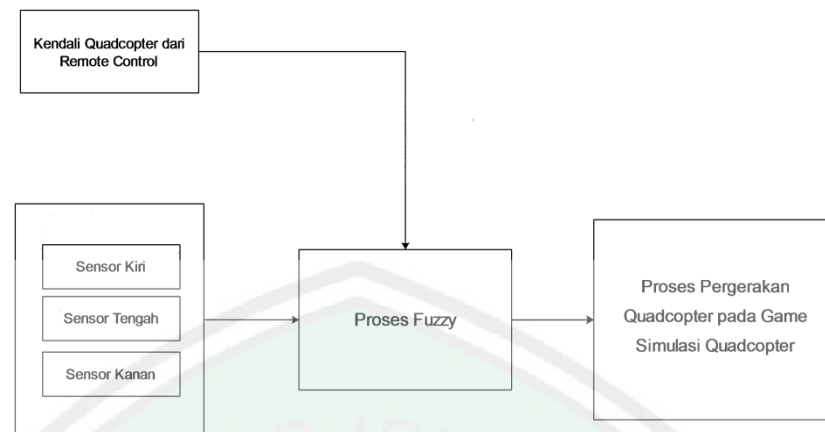 Kendali Quadcopter dari
Remote Control
Sensor Kiri
Sensor Tengah
Sensor Kanan
Proses Fuzzy
Proses Pergerakan
Quadcopter pada Game
Simulasi Quadcopter